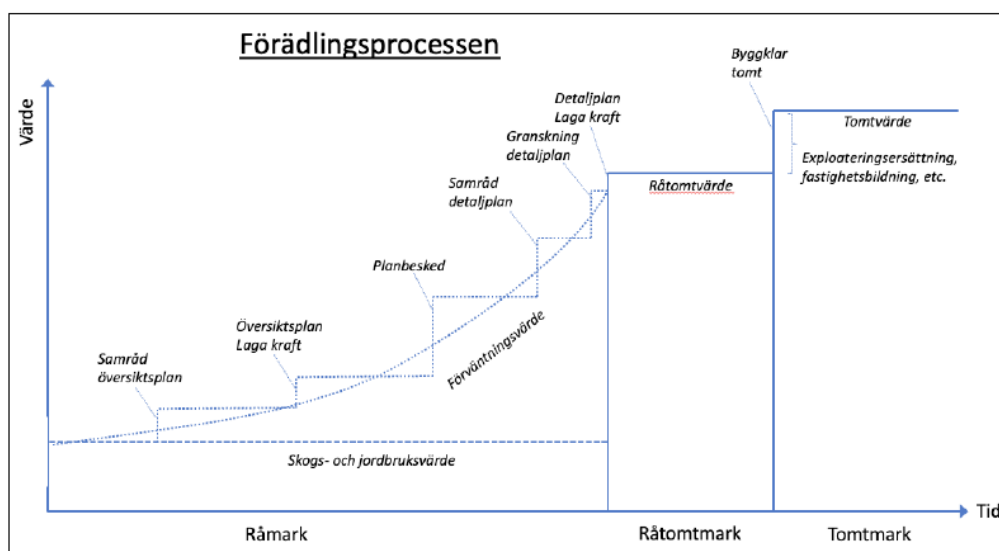 Förädlingsprocessen
Värde
Byggklar
tomt
Detaljplan
Laga kraft
Granskning
detaljplan
Tomtvärde
Exploateringsersättning,
fastighetsbildning, etc.
Samråd
detaljplan
Råtomtvärde
Planbesked
Översiktsplan
Laga kraft
Förväntningsvärde
Samråd
översiktsplan
Skogs- och jordbruksvärde
Tid
Råmark
Råtomtmark
Tomtmark